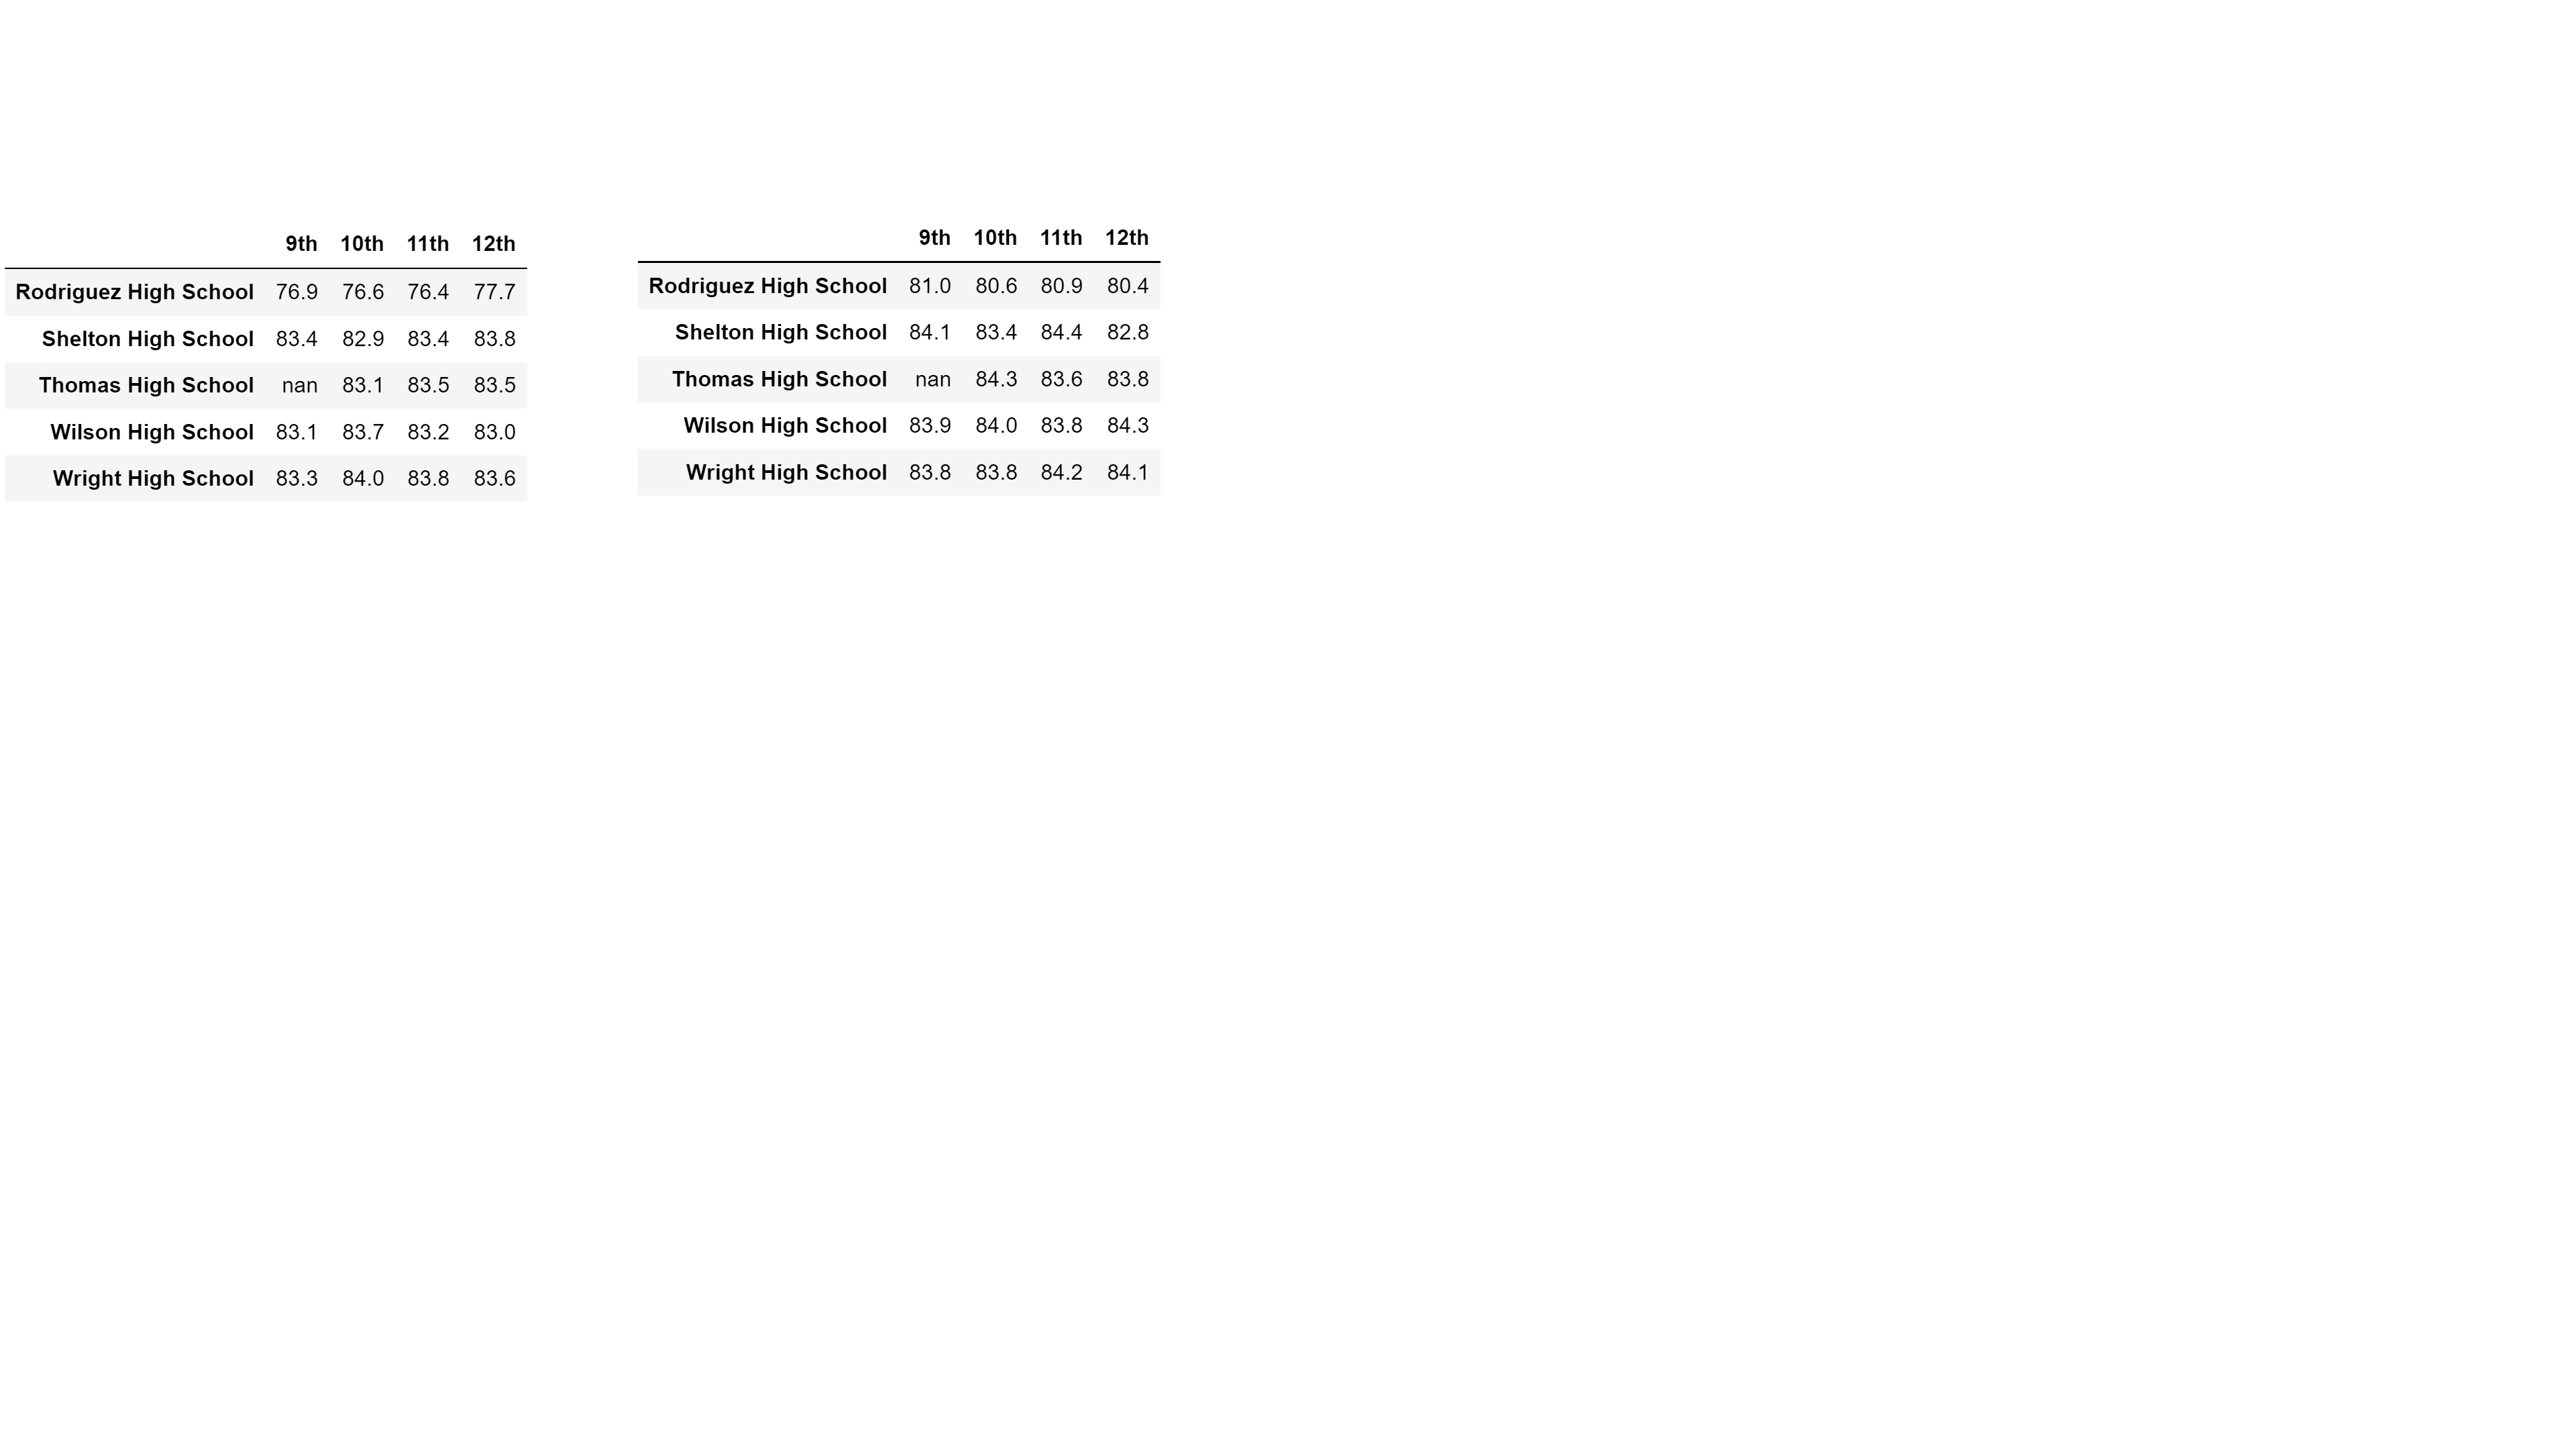 9th 10th 11th 12th
Rodriguez High School 76.9 76.6 76.4 77.7
Shelton High School 83.4 82.9 83.4 83.8
Thomas High School nan 83.1 83.5 83.5
Wilson High School 83.1 83.7 83.2 83.0
Wright High School 83.3 84.0 83.8 83.6
9th 10th 11th 12th
Rodriguez High School 81.0 80.6 80.9 80.4
Shelton High School 84.1 83.4 84.4 82.8
Thomas High School nan 84.3 83.6 83.8
Wilson High School 83.9 84.0 83.8 84.3
Wright High School 83.8 83.8 84.2 84.1